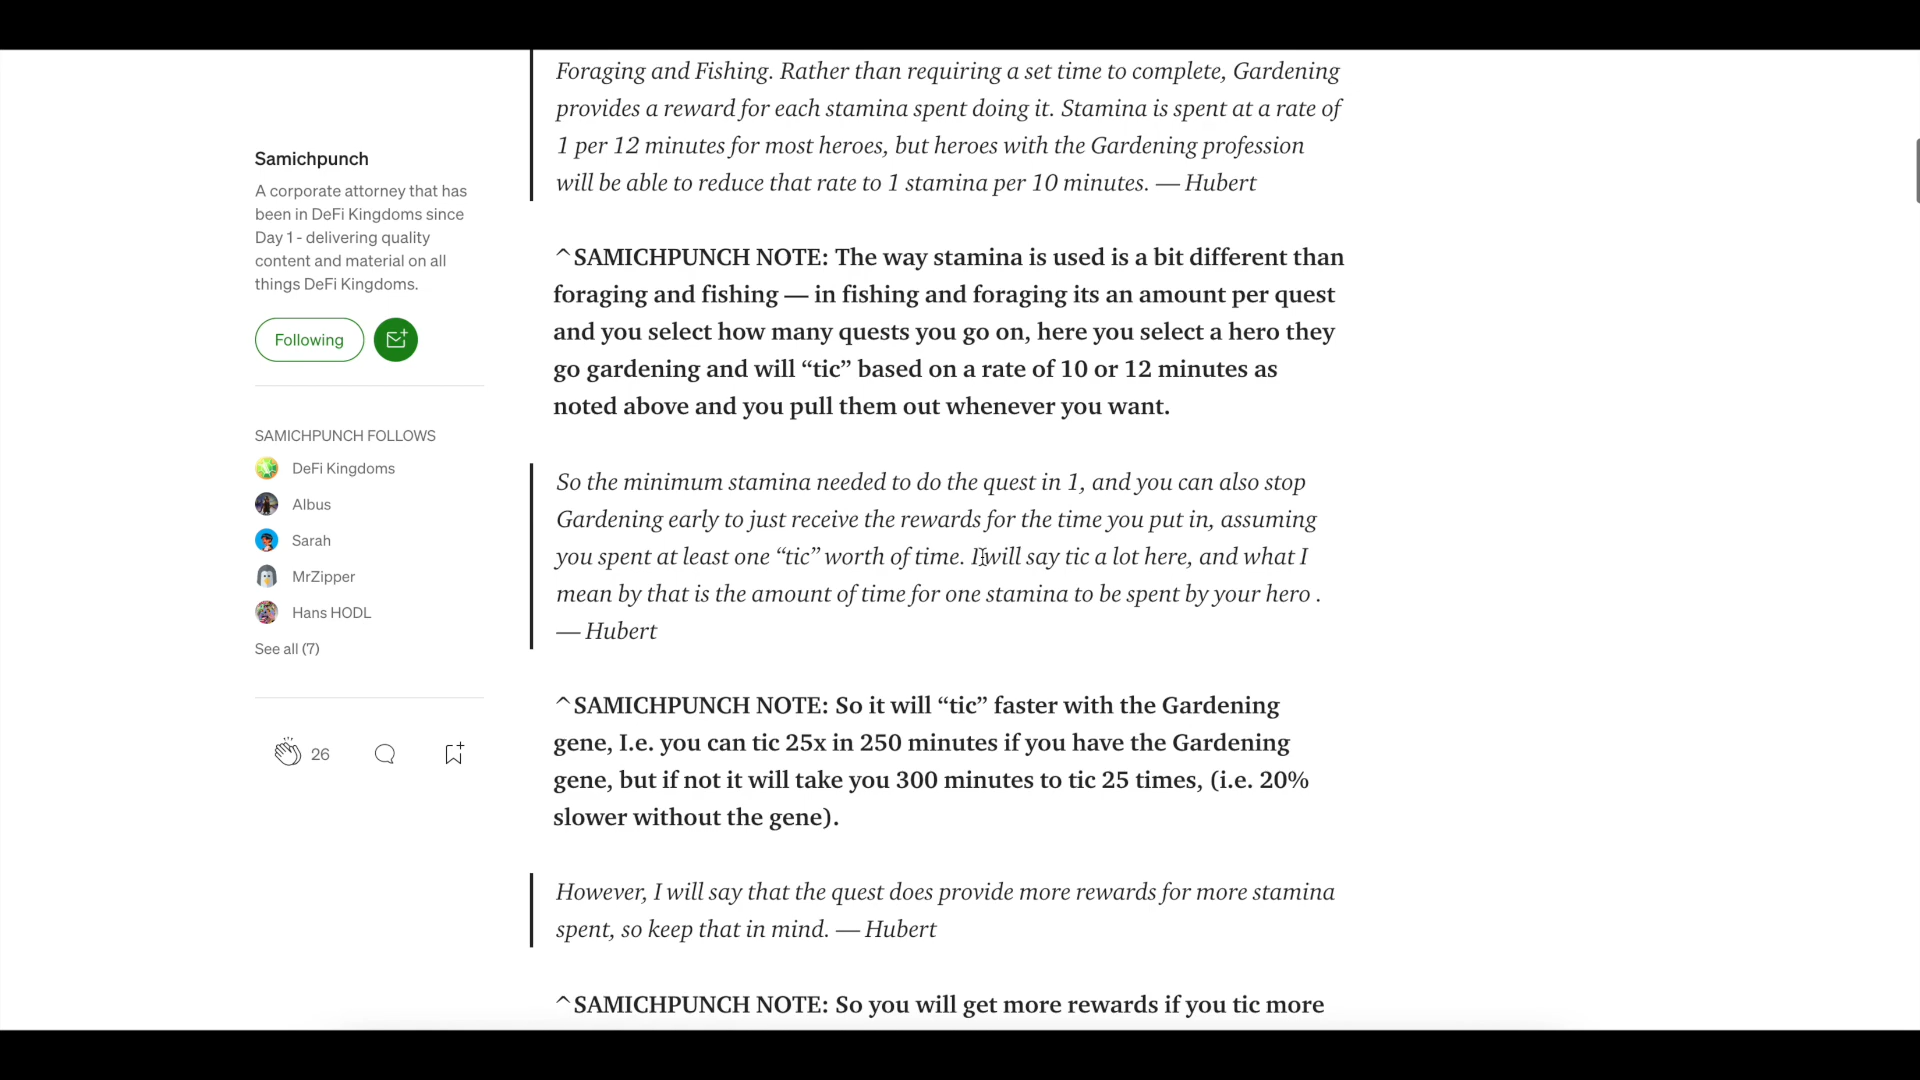 Samichpunch
A corporate attorney that has
been in DeFi Kingdoms since
Day 1 - delivering quality
content and material on all
things DeFi Kingdoms.
Following
SAMICHPUNCH FOLLOWS
DeFi Kingdoms
Albus
Sarah
MrZipper
Hans HODL
See all (7)
26
Foraging and Fishing. Rather than requiring a set time to complete, Gardening
provides a reward for each stamina spent doing it. Stamina is spent at a rate of
1 per 12 minutes for most heroes, but heroes with the Gardening profession
will be able to reduce that rate to 1 stamina per 10 minutes. — Hubert
^SAMICHPUNCH NOTE: The way stamina is used is a bit different than
foraging and fishing — in fishing and foraging its an amount per quest
and you select how many quests you go on, here you select a hero they
go gardening and will “tic” based on a rate of 10 or 12 minutes as
noted above and you pull them out whenever you want.
So the minimum stamina needed to do the quest in 1, and you can also stop
Gardening early to just receive the rewards for the time you put in, assuming
you spent at least one “tic” worth of time. I will say tic a lot here, and what I
mean by that is the amount of time for one stamina to be spent by your hero .
— Hubert
^SAMICHPUNCH NOTE: So it will “tic” faster with the Gardening
gene, I.e. you can tic 25x in 250 minutes if you have the Gardening
gene, but if not it will take you 300 minutes to tic 25 times, (i.e. 20%
slower without the gene).
However, I will say that the quest does provide more rewards for more stamina
spent, so keep that in mind. — Hubert
^SAMICHPUNCH NOTE: So you will get more rewards if you tic more